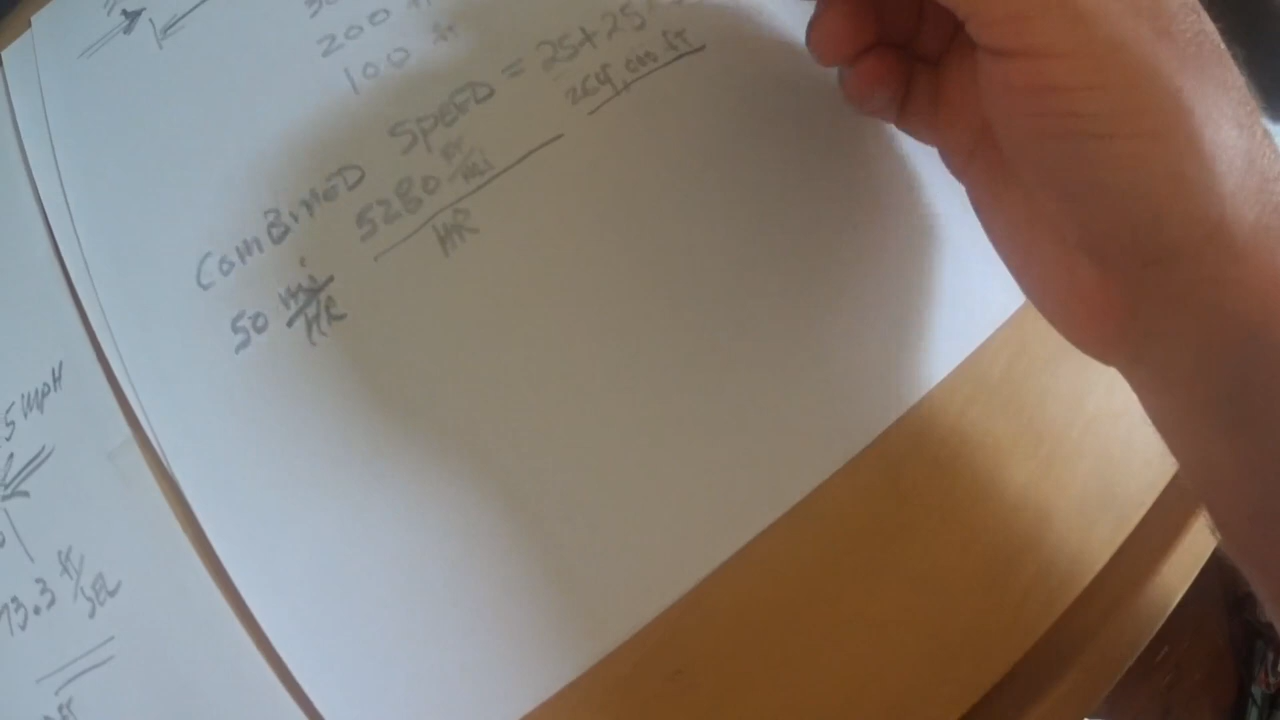 200
100 ft
COMBINED SPEED = 25+25
5280 mi
HR
264,000 ft
50 mi
HR
5 MPH
73.3 ft
SEC